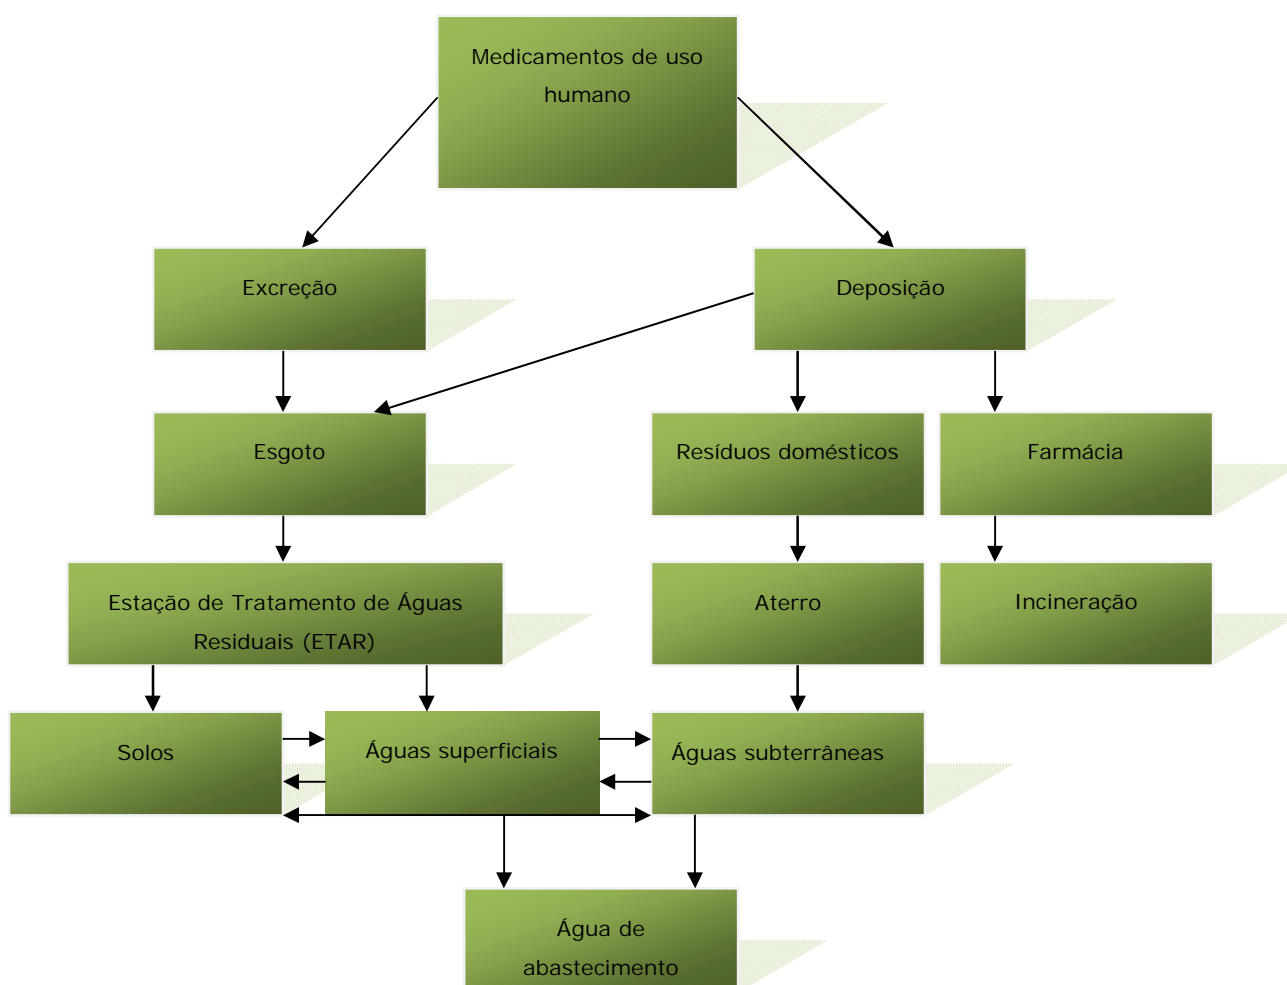 Medicamentos de uso
humano
Excreção
Deposição
Esgoto
Resíduos domésticos
Farmácia
Estação de Tratamento de Águas
Residuais (ETAR)
Aterro
Incineração
Solos
Águas superficiais
Águas subterrâneas
Água de
abastecimento